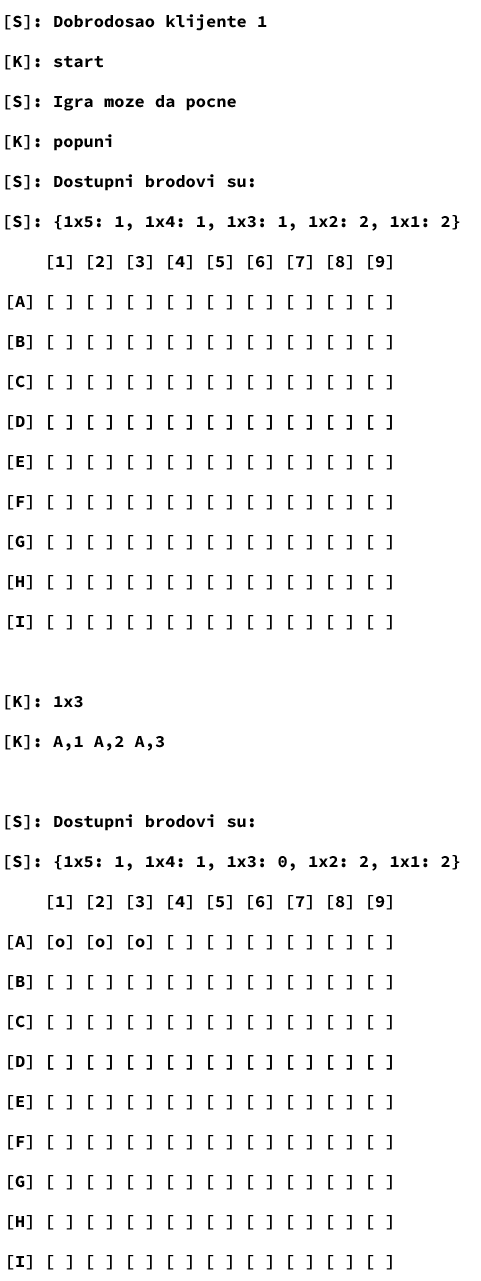 [S]: Dobrodosao klijente 1
[K]: start
[S]: Igra moze da pocne
[K]: popuni
[S]: Dostupni brodovi su:
[S]: {1x5: 1, 1x4: 1, 1x3: 1, 1x2: 2, 1x1: 2}
[1] [2] [3] [4] [5] [6] [7] [8] [9]
[A] [ ] [ ] [ ] [ ] [ ] [ ] [ ] [ ] [ ]
[B] [ ] [ ] [ ] [ ] [ ] [ ] [ ] [ ] [ ]
[C] [ ] [ ] [ ] [ ] [ ] [ ] [ ] [ ] [ ]
[D] [ ] [ ] [ ] [ ] [ ] [ ] [ ] [ ] [ ]
[E] [ ] [ ] [ ] [ ] [ ] [ ] [ ] [ ] [ ]
[F] [ ] [ ] [ ] [ ] [ ] [ ] [ ] [ ] [ ]
[G] [ ] [ ] [ ] [ ] [ ] [ ] [ ] [ ] [ ]
[H] [ ] [ ] [ ] [ ] [ ] [ ] [ ] [ ] [ ]
[I] [ ] [ ] [ ] [ ] [ ] [ ] [ ] [ ] [ ]
[K]: 1x3
[K]: A,1 A,2 A,3
[S]: Dostupni brodovi su:
[S]: {1x5: 1, 1x4: 1, 1x3: 0, 1x2: 2, 1x1: 2}
[1] [2] [3] [4] [5] [6] [7] [8] [9]
[A] [o] [o] [o] [ ] [ ] [ ] [ ] [ ] [ ]
[B] [ ] [ ] [ ] [ ] [ ] [ ] [ ] [ ] [ ]
[C] [ ] [ ] [ ] [ ] [ ] [ ] [ ] [ ] [ ]
[D] [ ] [ ] [ ] [ ] [ ] [ ] [ ] [ ] [ ]
[E] [ ] [ ] [ ] [ ] [ ] [ ] [ ] [ ] [ ]
[F] [ ] [ ] [ ] [ ] [ ] [ ] [ ] [ ] [ ]
[G] [ ] [ ] [ ] [ ] [ ] [ ] [ ] [ ] [ ]
[H] [ ] [ ] [ ] [ ] [ ] [ ] [ ] [ ] [ ]
[I] [ ] [ ] [ ] [ ] [ ] [ ] [ ] [ ] [ ]